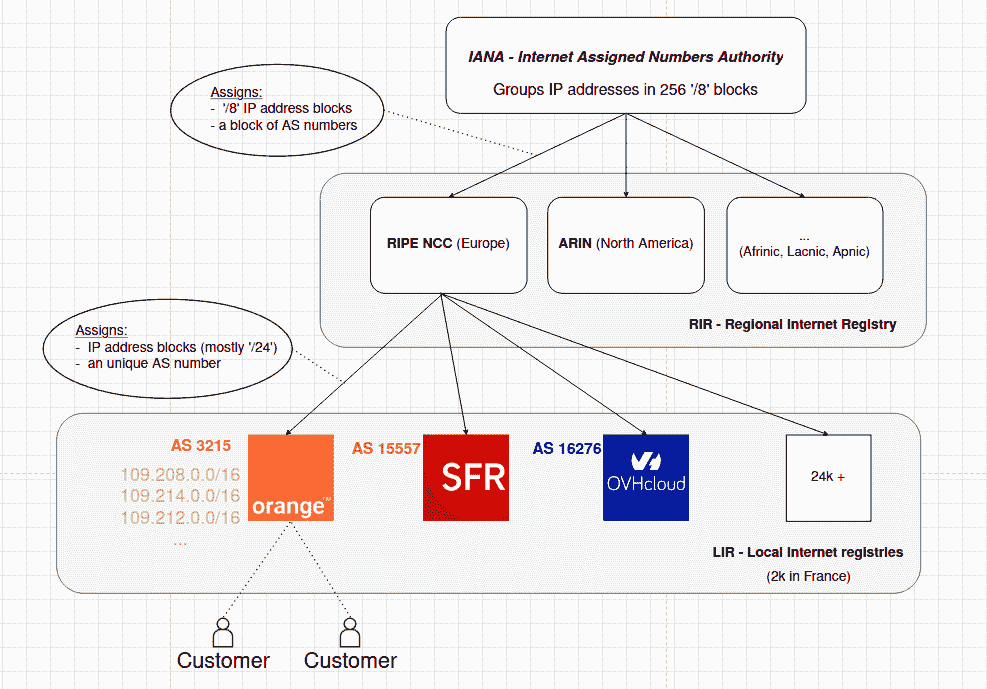 IANA - Internet Assigned Numbers Authority
Groups IP addresses in 256 '/8' blocks
Assigns:
- '/8' IP address blocks
- a block of AS numbers
RIPE NCC (Europe)
ARIN (North America)
...
(Afrinic, Lacnic, Apnic)
RIR - Regional Internet Registry
Assigns:
- IP address blocks (mostly '/24')
- an unique AS number
AS 3215
109.208.0.0/16
109.214.0.0/16
109.212.0.0/16
...
orange™
AS 15557
SFR
AS 16276
OVHcloud
24k +
LIR - Local Internet registries
(2k in France)
Customer
Customer